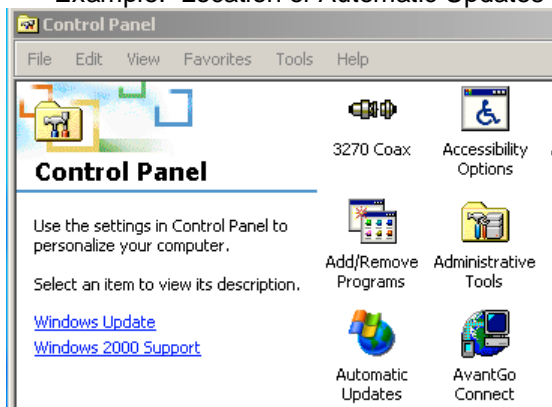 Example: Location of Automatic Updates
Control Panel
File Edit View Favorites Tools Help
Control Panel
Use the settings in Control Panel to
personalize your computer.
Select an item to view its description.
Windows Update
Windows 2000 Support
3270 Coax
Accessibility
Options
Add/Remove
Programs
Administrative
Tools
Automatic
Updates
AvantGo
Connect